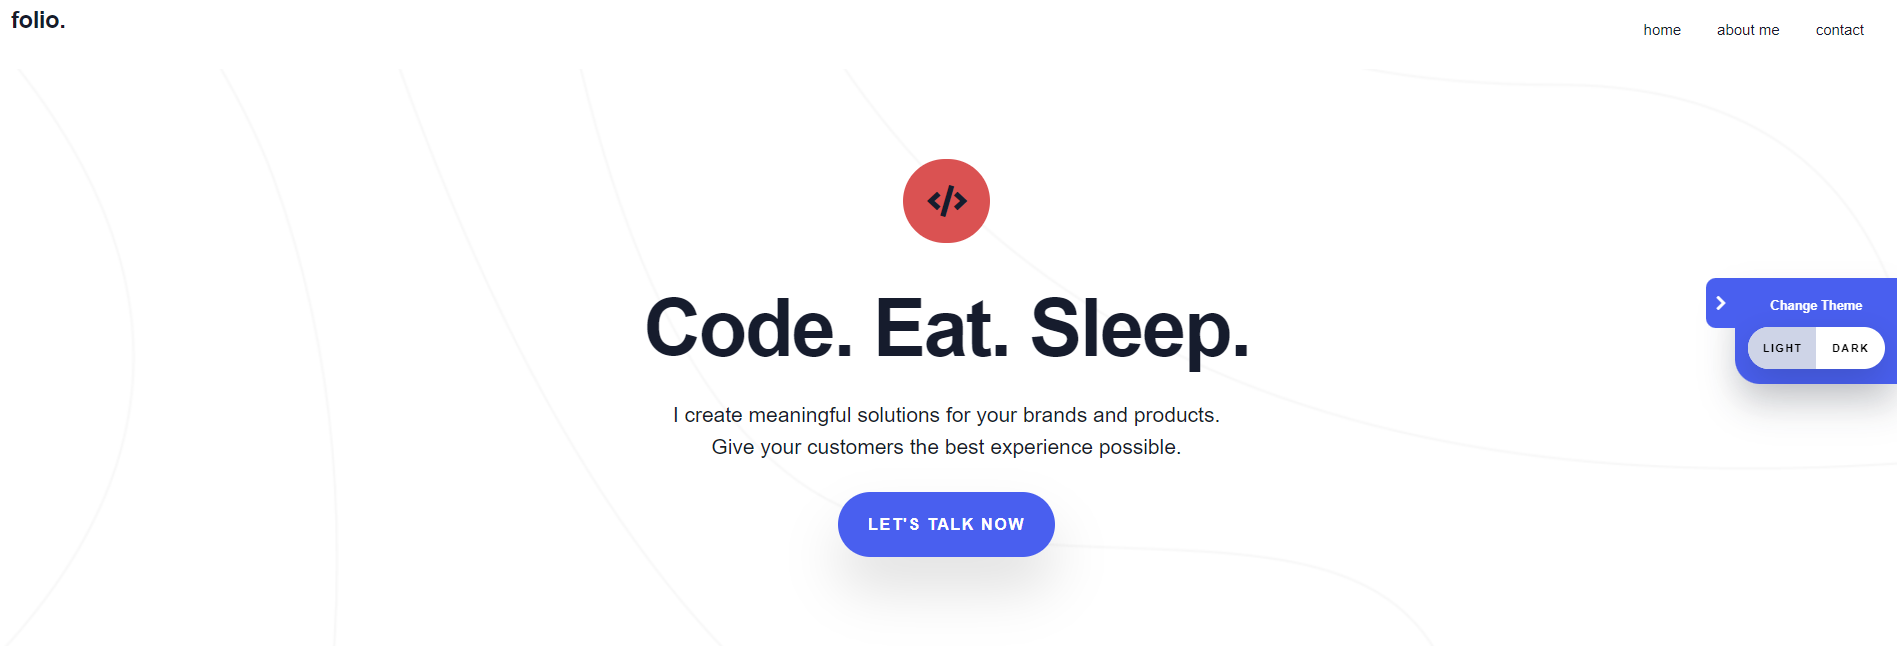 folio.
home
about me
contact
</>
Code. Eat. Sleep.
Change Theme
LIGHT
DARK
I create meaningful solutions for your brands and products.
Give your customers the best experience possible.
LET'S TALK NOW